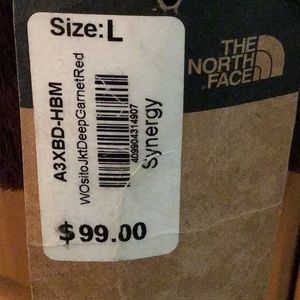 Size: L
A3XBD-HBM
WOsitoJktDeepGarnetRed
409904314907
Synergy
$ 99.00
THE
NORTH
FACE